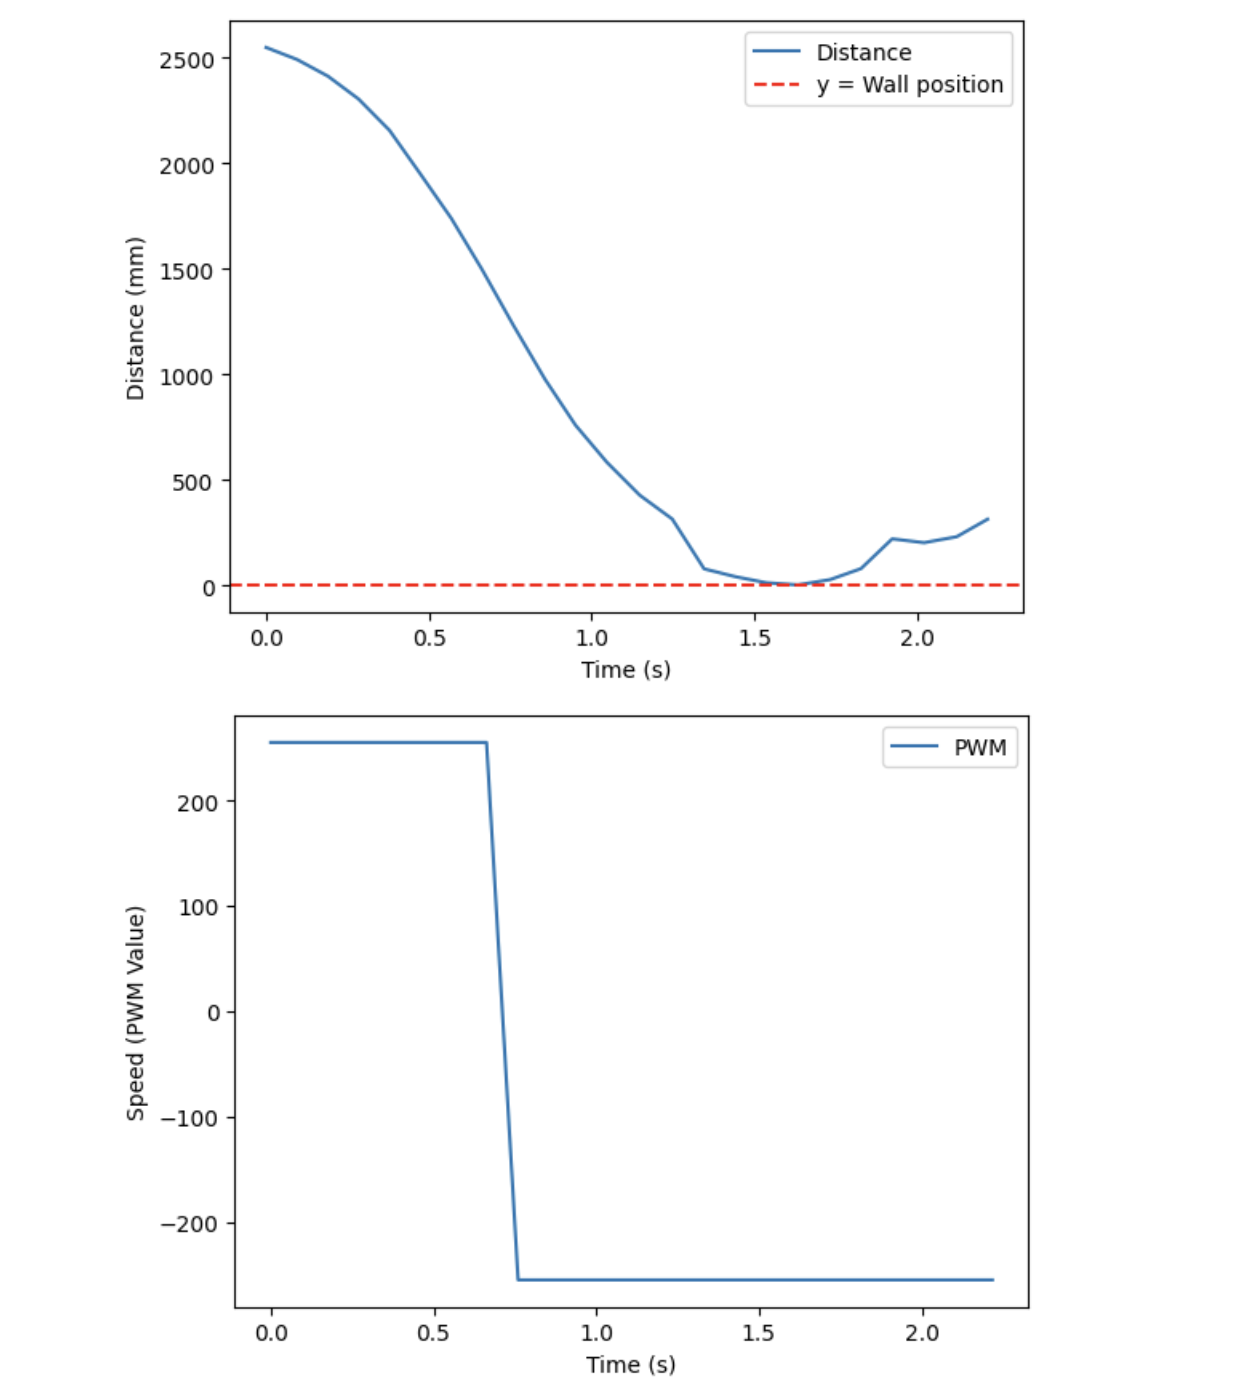 Distance
y = Wall position
2500
2000
1500
1000
500
0
Distance (mm)
0.0 0.5 1.0 1.5 2.0
Time (s)
PWM
200
100
0
−100
−200
Speed (PWM Value)
0.0 0.5 1.0 1.5 2.0
Time (s)